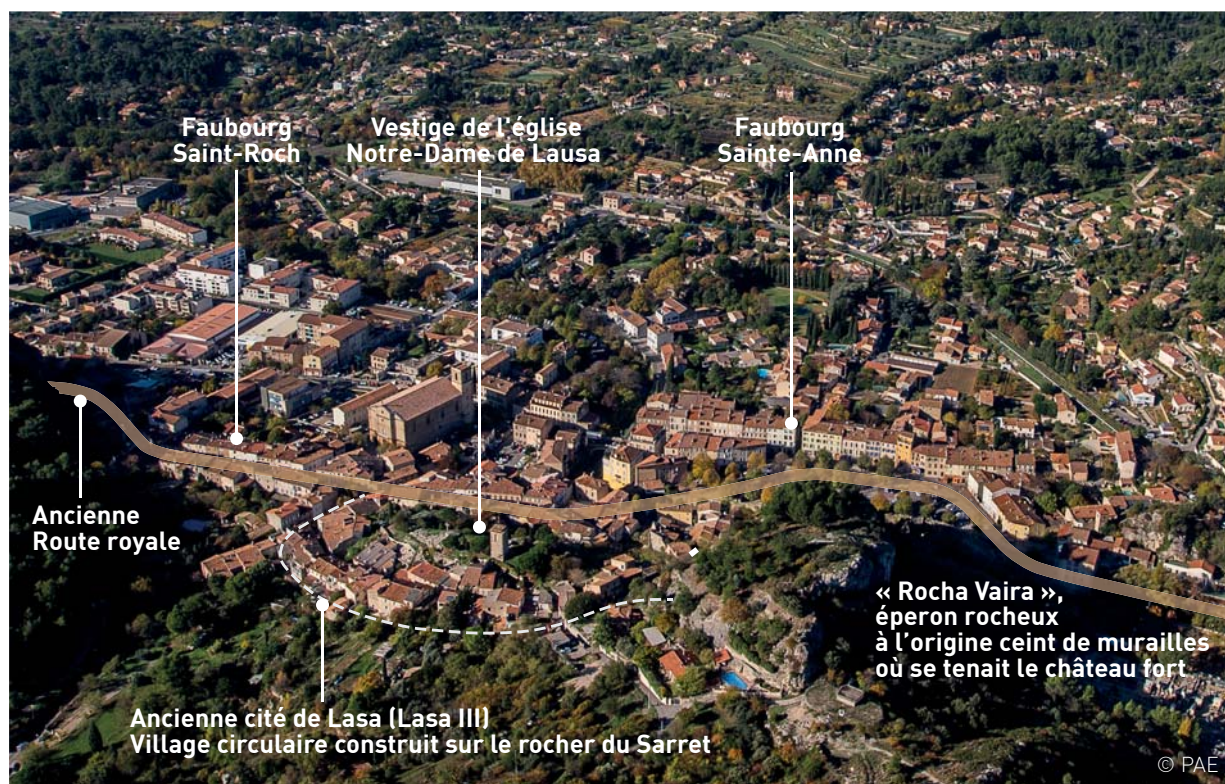 Faubourg
Saint-Roch
Vestige de l'église
Notre-Dame de Lausa
Faubourg
Sainte-Anne
Ancienne
Route royale
« Rocha Vaira »,
éperon rocheux
à l’origine ceint de murailles
où se tenait le château fort
Ancienne cité de Lasa (Lasa III)
Village circulaire construit sur le rocher du Sarret
© PAE